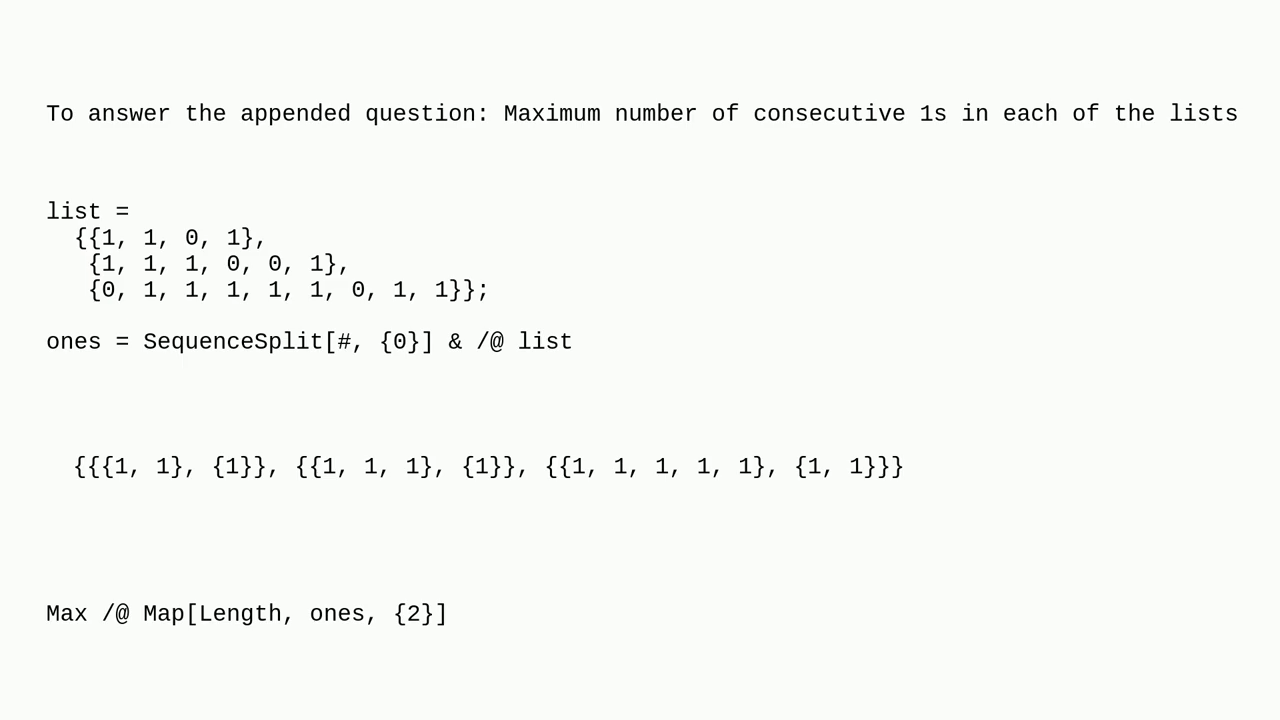 To answer the appended question: Maximum number of consecutive 1s in each of the lists
list =
{{1, 1, 0, 1},
{1, 1, 1, 0, 0, 1},
{0, 1, 1, 1, 1, 1, 0, 1, 1}};
ones = SequenceSplit[#, {0}] & /@ list
{{{1, 1}, {1}}, {{1, 1, 1}, {1}}, {{1, 1, 1, 1, 1}, {1, 1}}}
Max /@ Map[Length, ones, {2}]